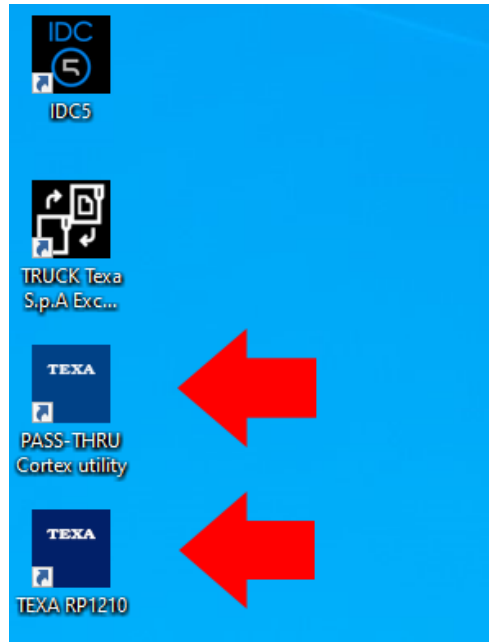 IDC
5
IDC5
TRUCK Texa
S.p.A Exc...
TEXA
PASS-THRU
Cortex utility
TEXA
TEXA RP1210